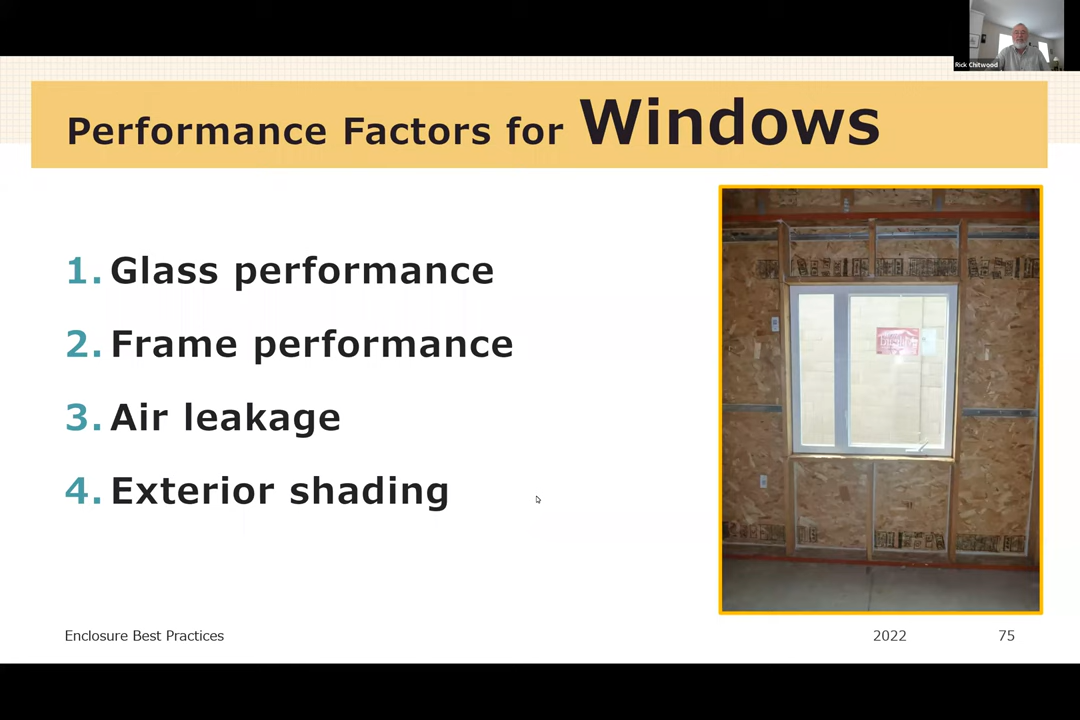 Rick Chitwood
Performance Factors for Windows
1. Glass performance
2. Frame performance
3. Air leakage
4. Exterior shading
Enclosure Best Practices
2022
75